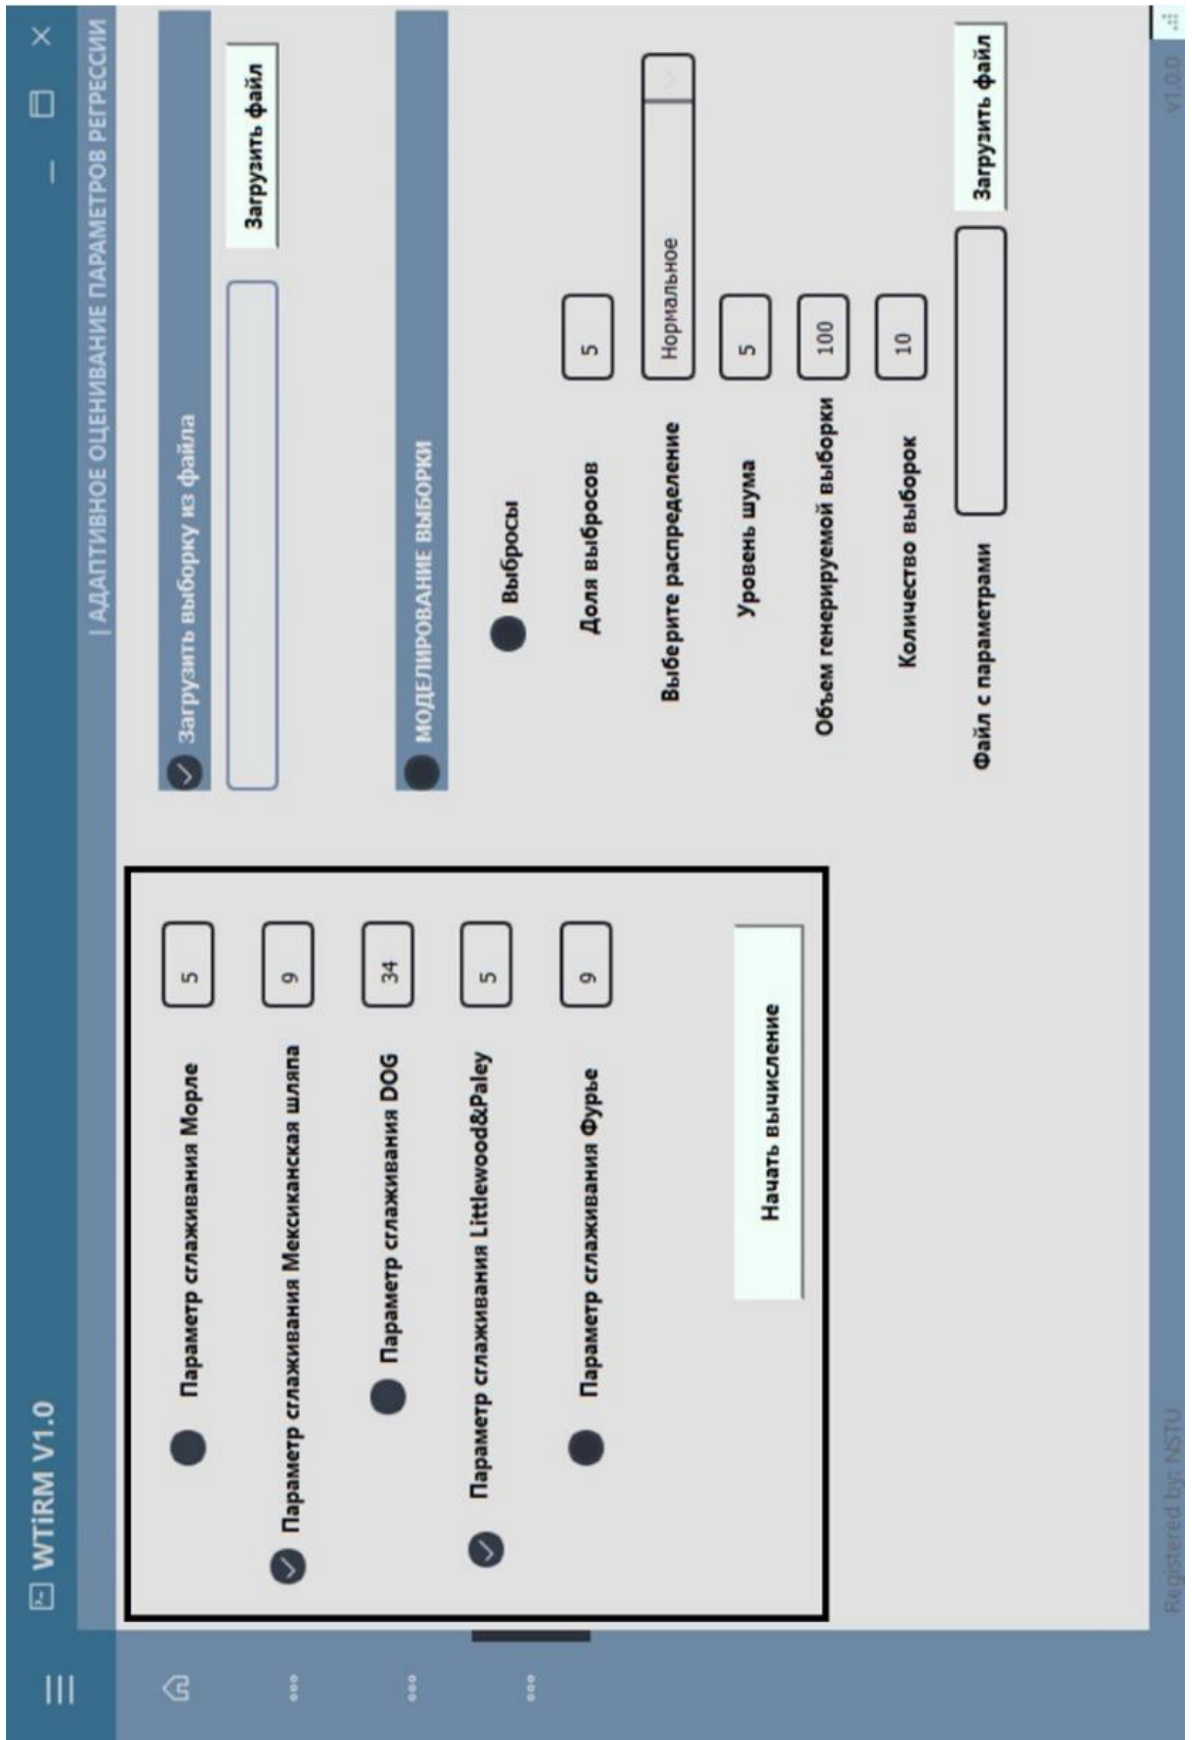 WTiRM V1.0
| АДАПТИВНОЕ ОЦЕНИВАНИЕ ПАРАМЕТРОВ РЕГРЕССИИ
Параметр сглаживания Морле 5
Параметр сглаживания Мексиканская шляпа 9
Параметр сглаживания DOG 34
Параметр сглаживания Littlewood&Paley 5
Параметр сглаживания Фурье 9
Начать вычисление
Загрузить выборку из файла
Загрузить файл
МОДЕЛИРОВАНИЕ ВЫБОРКИ
Выбросы
Доля выбросов 5
Выберите распределение Нормальное
Уровень шума 5
Объем генерируемой выборки 100
Количество выборок 10
Файл с параметрами Загрузить файл
Registered by: NSTU
v1.0.0